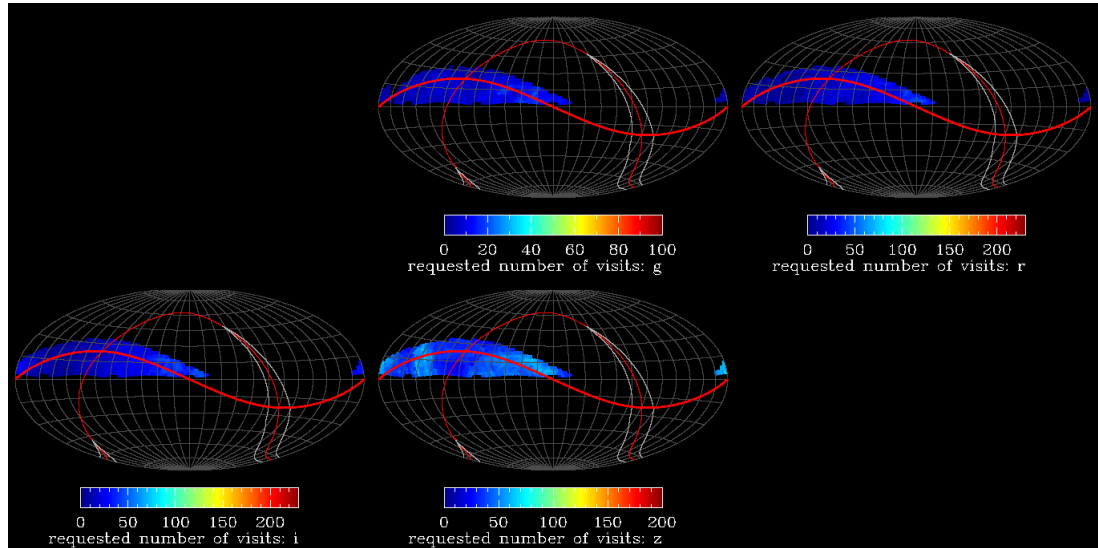 0 20 40 60 80 100
requested number of visits: g
0 50 100 150 200
requested number of visits: r
0 50 100 150 200
requested number of visits: i
0 50 100 150 200
requested number of visits: z